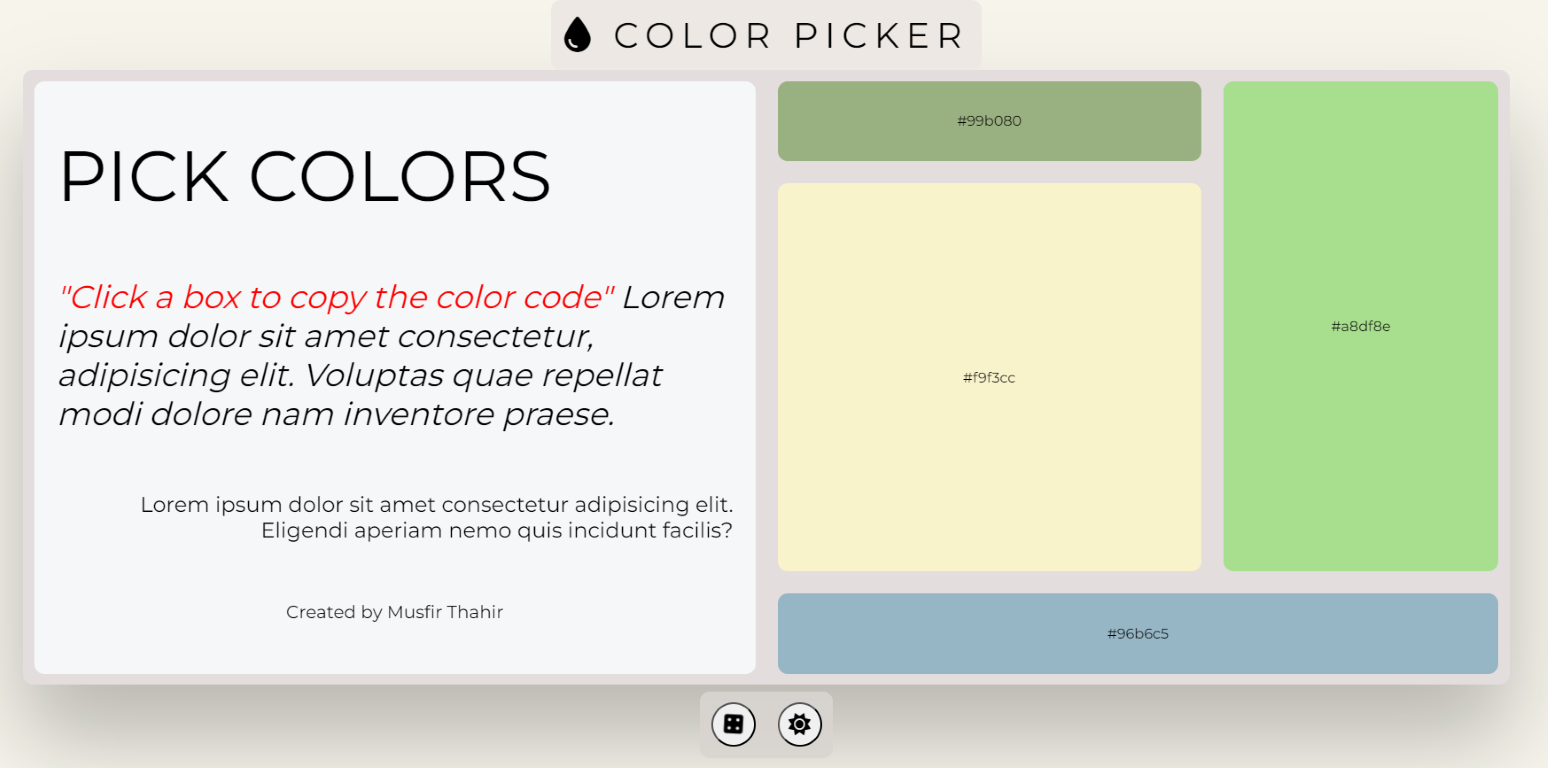 COLOR PICKER
PICK COLORS
"Click a box to copy the color code" Lorem
ipsum dolor sit amet consectetur,
adipisicing elit. Voluptas quae repellat
modi dolore nam inventore praese.
Lorem ipsum dolor sit amet consectetur adipisicing elit.
Eligendi aperiam nemo quis incidunt facilis?
Created by Musfir Thahir
#99b080
#f9f3cc
#a8df8e
#96b6c5